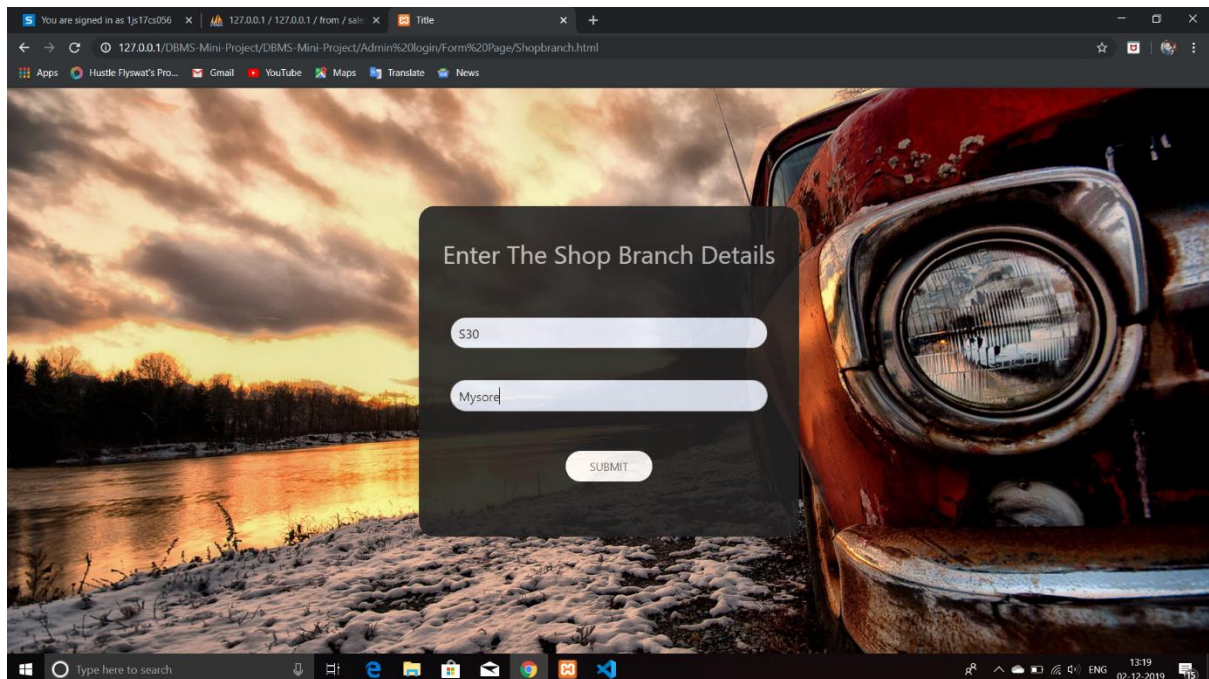 S You are signed in as 1js17cs056
127.0.0.1 / 127.0.0.1 / from / sale
Title
127.0.0.1/DBMS-Mini-Project/DBMS-Mini-Project/Admin%20login/Form%20Page/Shopbranch.html
Apps Hustle Flyswat's Pro... Gmail YouTube Maps Translate News
Enter The Shop Branch Details
S30
Mysore
SUBMIT
Type here to search
ENG
13:19
02-12-2019
15